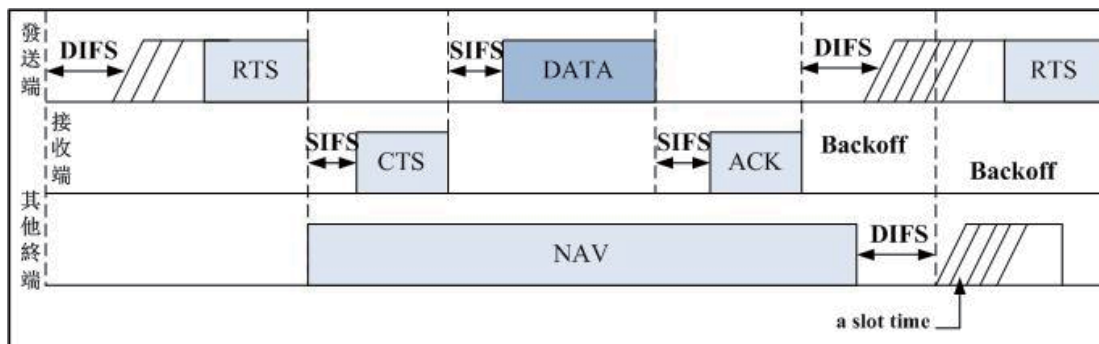 發送端
DIFS
RTS
SIFS
DATA
DIFS
RTS
接收端
SIFS
CTS
SIFS
ACK
Backoff
Backoff
其他終端
NAV
DIFS
a slot time